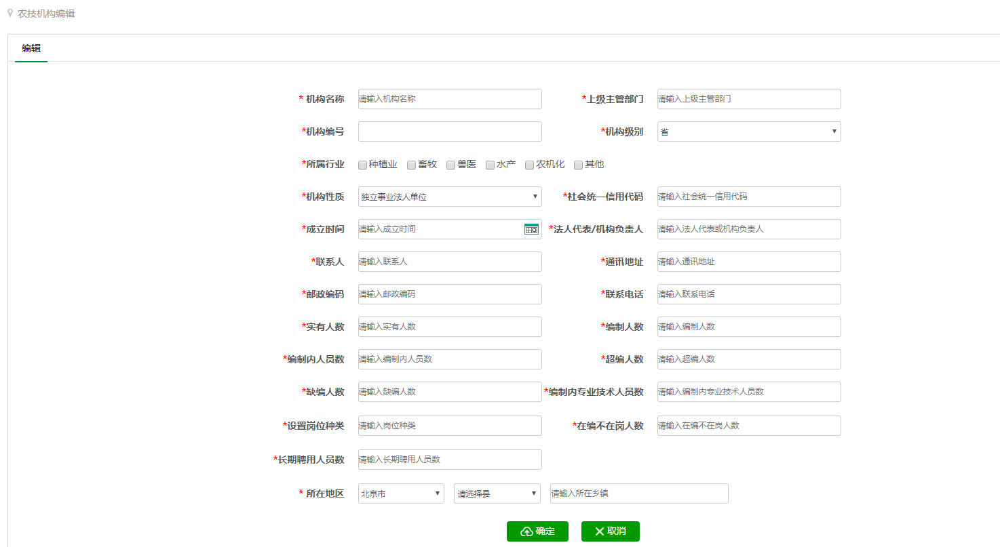 农技机构编辑
编辑
* 机构名称 请输入机构名称 *上级主管部门 请输入上级主管部门
*机构编号 *机构级别 省
*所属行业 种植业 畜牧 兽医 水产 农机化 其他
*机构性质 独立事业法人单位 *社会统一信用代码 请输入社会统一信用代码
*成立时间 请输入成立时间 *法人代表/机构负责人 请输入法人代表或机构负责人
*联系人 请输入联系人 *通讯地址 请输入通讯地址
*邮政编码 请输入邮政编码 *联系电话 请输入联系电话
*实有人数 请输入实有人数 *编制人数 请输入编制人数
*编制内人员数 请输入编制内人员数 *超编人数 请输入超编人数
*缺编人数 请输入缺编人数 *编制内专业技术人员数 请输入编制内专业技术人员数
*设置岗位种类 请输入岗位种类 *在编不在岗人数 请输入在编不在岗人数
*长期聘用人员数 请输入长期聘用人员数
* 所在地区 北京市 请选择县 请输入所在乡镇
确定 取消